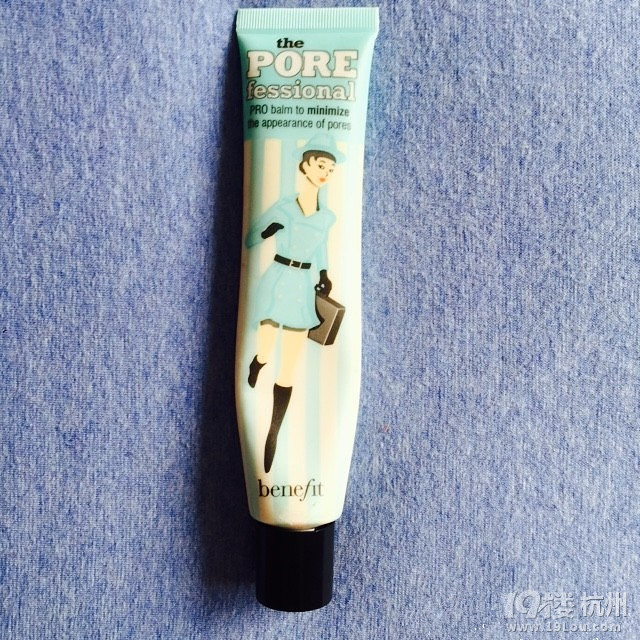 the
PORE
fessional
PRO balm to minimize
the appearance of pores
benefit
19楼杭州
www.19lou.com